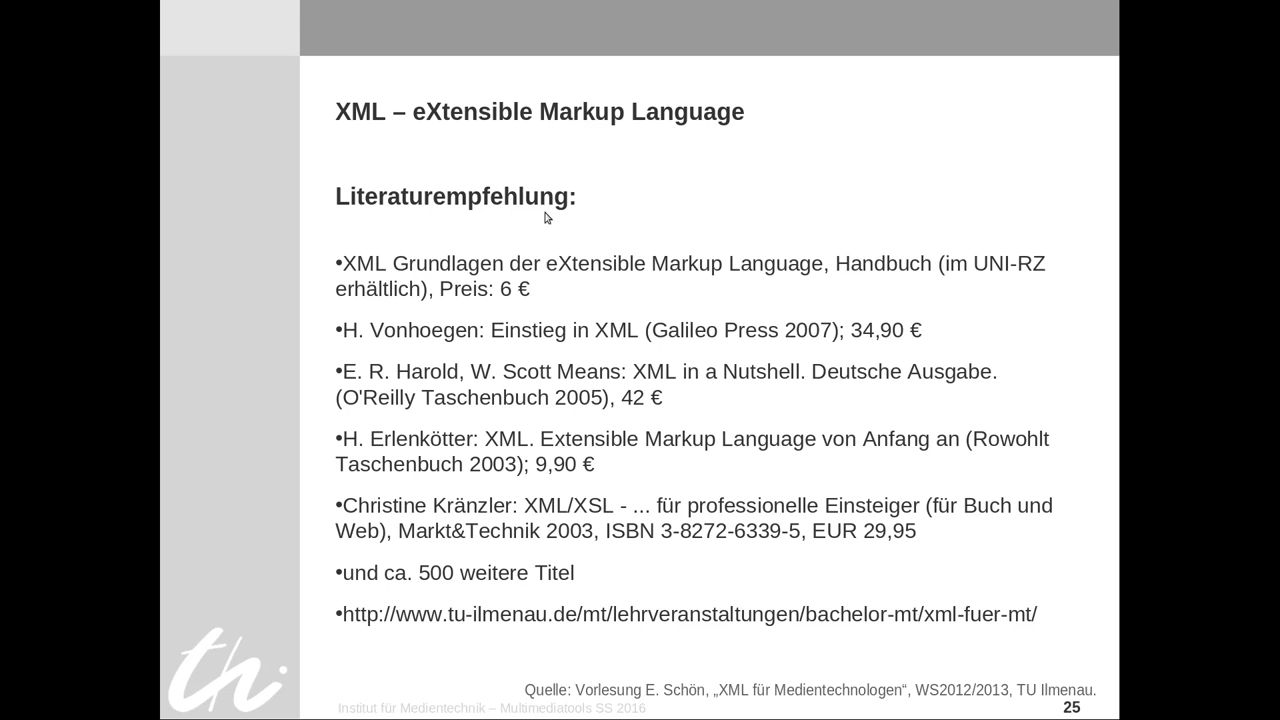 XML – eXtensible Markup Language
Literaturempfehlung:
•XML Grundlagen der eXtensible Markup Language, Handbuch (im UNI-RZ
erhältlich), Preis: 6 €
•H. Vonhoegen: Einstieg in XML (Galileo Press 2007); 34,90 €
•E. R. Harold, W. Scott Means: XML in a Nutshell. Deutsche Ausgabe.
(O'Reilly Taschenbuch 2005), 42 €
•H. Erlenkötter: XML. Extensible Markup Language von Anfang an (Rowohlt
Taschenbuch 2003); 9,90 €
•Christine Kränzler: XML/XSL - ... für professionelle Einsteiger (für Buch und
Web), Markt&Technik 2003, ISBN 3-8272-6339-5, EUR 29,95
•und ca. 500 weitere Titel
•http://www.tu-ilmenau.de/mt/lehrveranstaltungen/bachelor-mt/xml-fuer-mt/
Quelle: Vorlesung E. Schön, „XML für Medientechnologen“, WS2012/2013, TU Ilmenau.
Institut für Medientechnik – Multimediatools SS 2016 25
th